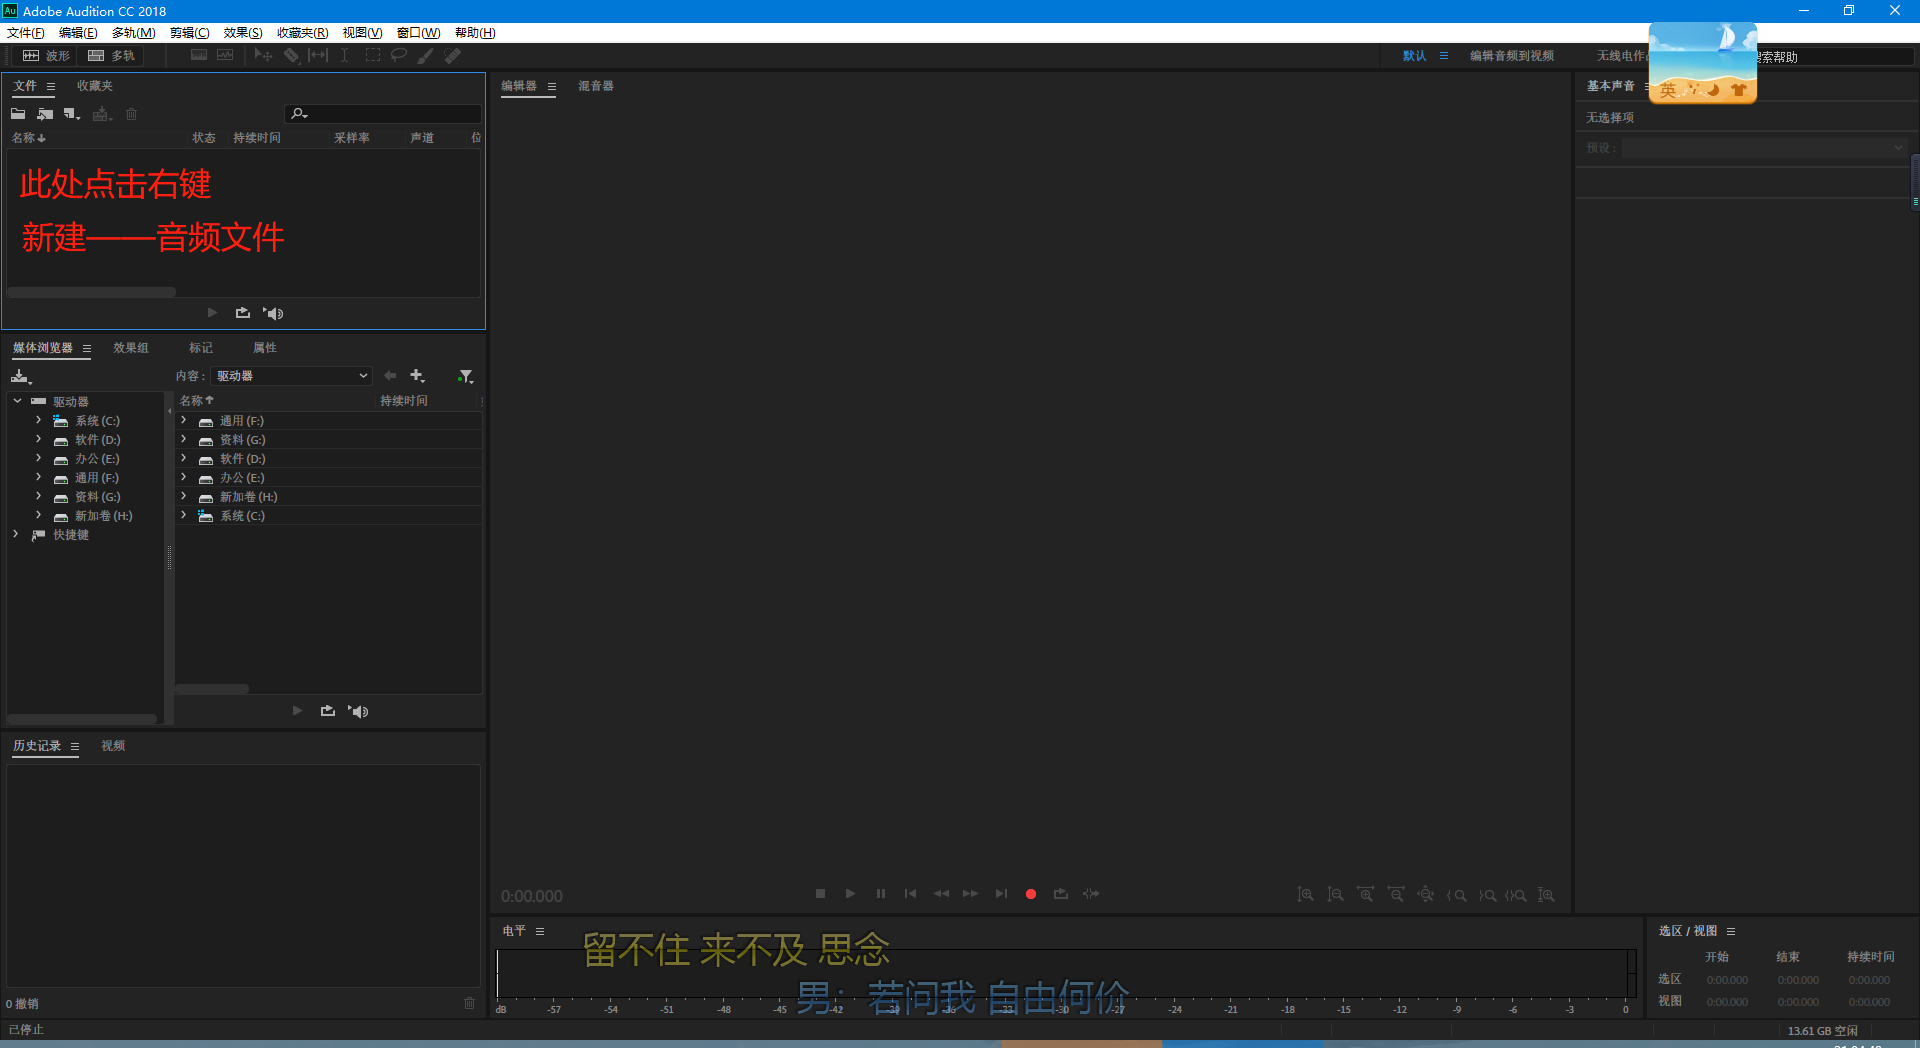 Au Adobe Audition CC 2018
文件(F) 编辑(E) 多轨(M) 剪辑(C) 效果(S) 收藏夹(R) 视图(V) 窗口(W) 帮助(H)
波形 多轨 默认 编辑音频到视频 无线电作 搜索帮助
英
文件 收藏夹
名称 状态 持续时间 采样率 声道 位
此处点击右键
新建——音频文件
媒体浏览器 效果组 标记 属性
内容: 驱动器
驱动器
系统 (C:)
软件 (D:)
办公 (E:)
通用 (F:)
资料 (G:)
新加卷 (H:)
快捷键
名称 持续时间
通用 (F:)
资料 (G:)
软件 (D:)
办公 (E:)
新加卷 (H:)
系统 (C:)
历史记录 视频
0 撤销
已停止
编辑器 混音器
0:00.000
电平
留不住 来不及 思念
男：若问我 自由何价
dB -57 -54 -51 -48 -45 -42 -39 -36 -33 -30 -27 -24 -21 -18 -15 -12 -9 -6 -3 0
基本声音
无选择项
预设:
选区 / 视图
开始 结束 持续时间
选区 0:00.000 0:00.000 0:00.000
视图 0:00.000 0:00.000 0:00.000
13.61 GB 空闲